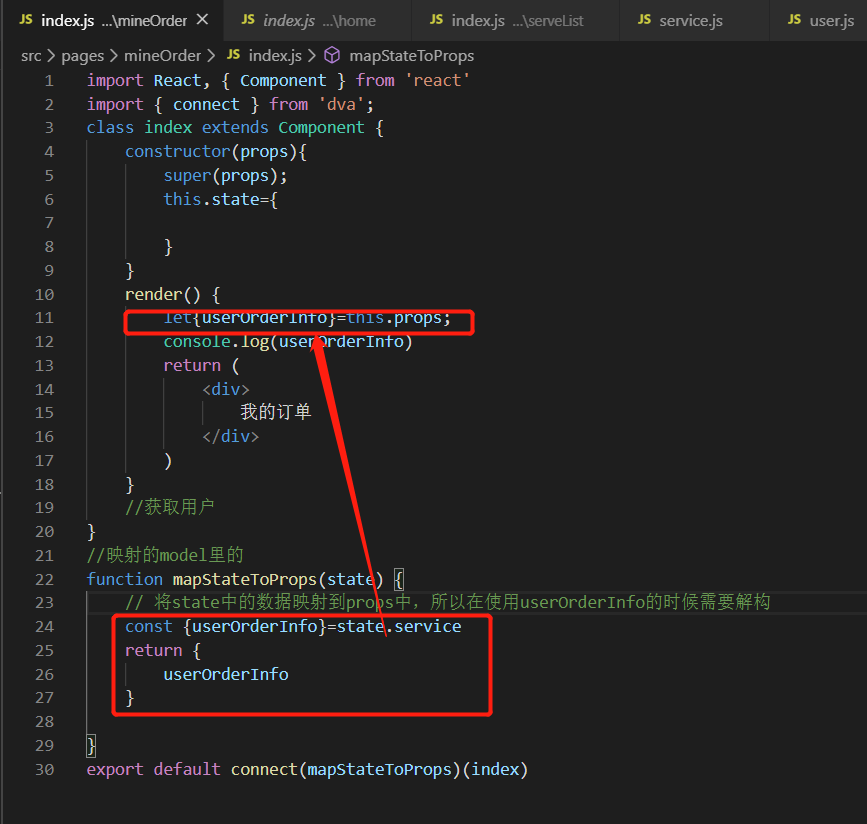 JS index.js ...\mineOrder JS index.js ...\home JS index.js ...\serveList JS service.js JS user.js
src > pages > mineOrder > JS index.js > mapStateToProps
1 import React, { Component } from 'react'
2 import { connect } from 'dva';
3 class index extends Component {
4 constructor(props){
5 super(props);
6 this.state={
7
8 }
9 }
10 render() {
11 let{userOrderInfo}=this.props;
12 console.log(userOrderInfo)
13 return (
14 <div>
15 我的订单
16 </div>
17 )
18 }
19 //获取用户
20 }
21 //映射的model里的
22 function mapStateToProps(state) {
23 // 将state中的数据映射到props中，所以在使用userOrderInfo的时候需要解构
24 const {userOrderInfo}=state.service
25 return {
26 userOrderInfo
27 }
28
29 }
30 export default connect(mapStateToProps)(index)